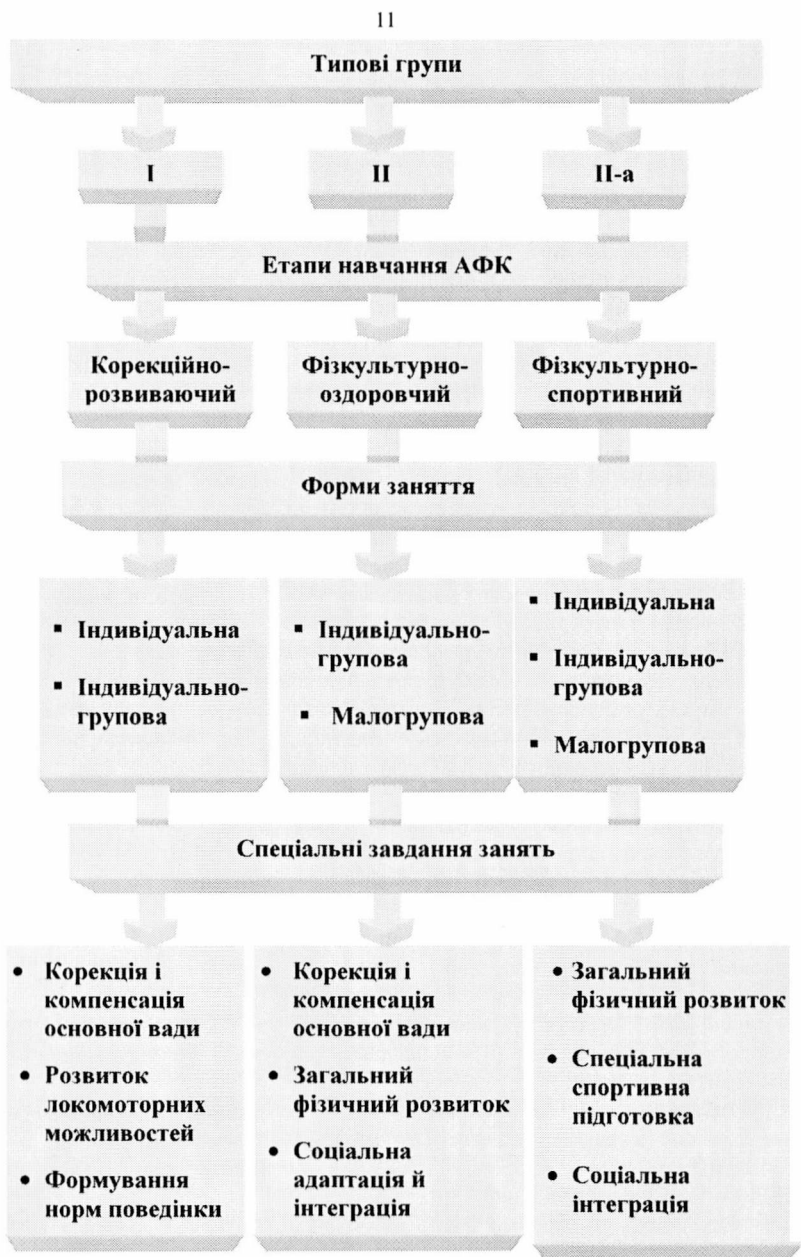 11
Типові групи
I
II
II-а
Етапи навчання АФК
Корекційно-
розвиваючий
Фізкультурно-
оздоровчий
Фізкультурно-
спортивний
Форми заняття
▪ Індивідуальна
▪ Індивідуально-
групова
▪ Індивідуально-
групова
▪ Малогрупова
▪ Індивідуальна
▪ Індивідуально-
групова
▪ Малогрупова
Спеціальні завдання занять
• Корекція і
компенсація
основної вади
• Розвиток
локомоторних
можливостей
• Формування
норм поведінки
• Корекція і
компенсація
основної вади
• Загальний
фізичний розвиток
• Соціальна
адаптація й
інтеграція
• Загальний
фізичний розвиток
• Спеціальна
спортивна
підготовка
• Соціальна
інтеграція